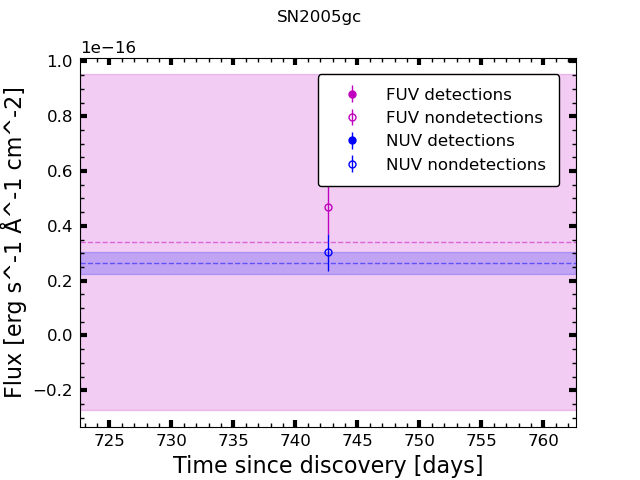 SN2005gc
1e−16
1.0
0.8
0.6
0.4
0.2
0.0
−0.2
Flux [erg s^-1 Å^-1 cm^-2]
FUV detections
FUV nondetections
NUV detections
NUV nondetections
725 730 735 740 745 750 755 760
Time since discovery [days]